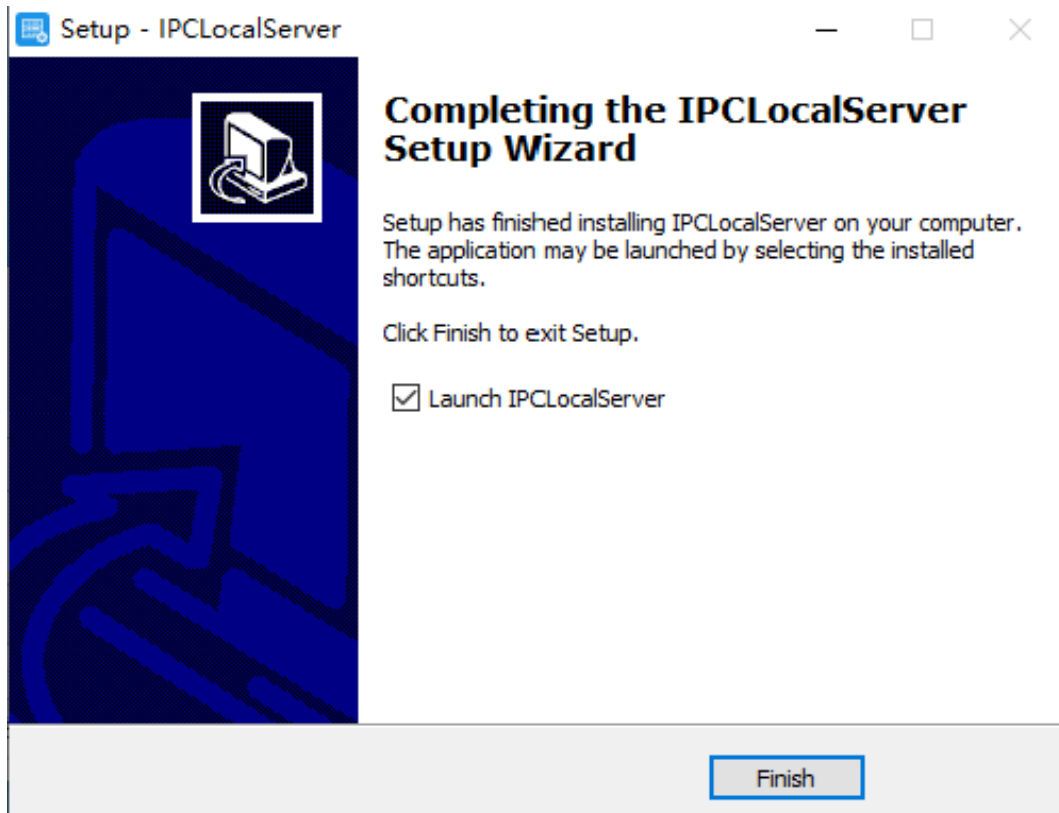 Setup - IPCLocalServer
Completing the IPCLocalServer
Setup Wizard
Setup has finished installing IPCLocalServer on your computer.
The application may be launched by selecting the installed
shortcuts.
Click Finish to exit Setup.
Launch IPCLocalServer
Finish